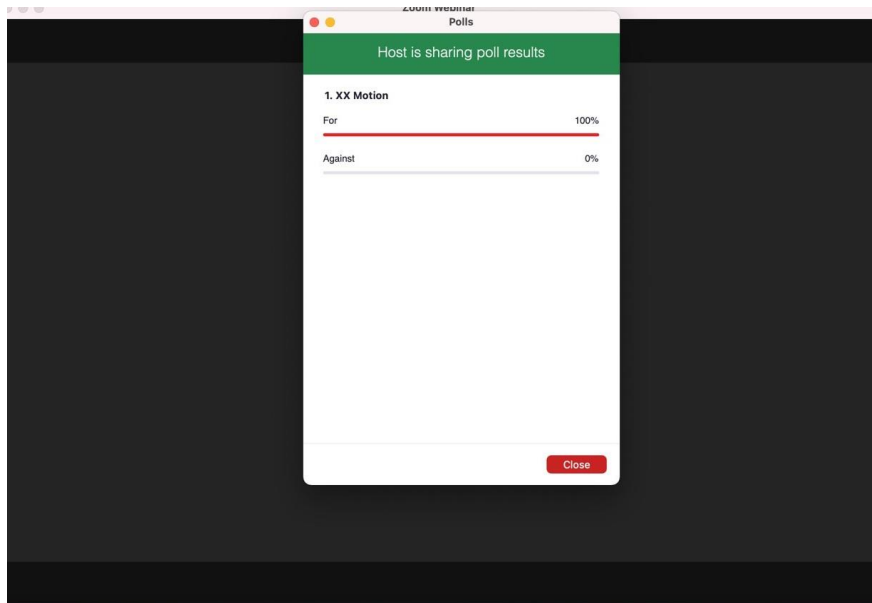 Zoom Webinar
Polls
Host is sharing poll results
1. XX Motion
For 100%
Against 0%
Close